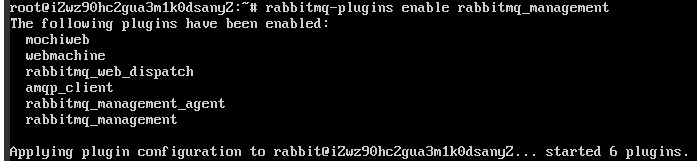 root@iZwz90hc2gua3m1k0dsanyZ:~# rabbitmq-plugins enable rabbitmq_management
The following plugins have been enabled:
  mochiweb
  webmachine
  rabbitmq_web_dispatch
  amqp_client
  rabbitmq_management_agent
  rabbitmq_management
Applying plugin configuration to rabbit@iZwz90hc2gua3m1k0dsanyZ... started 6 plugins.